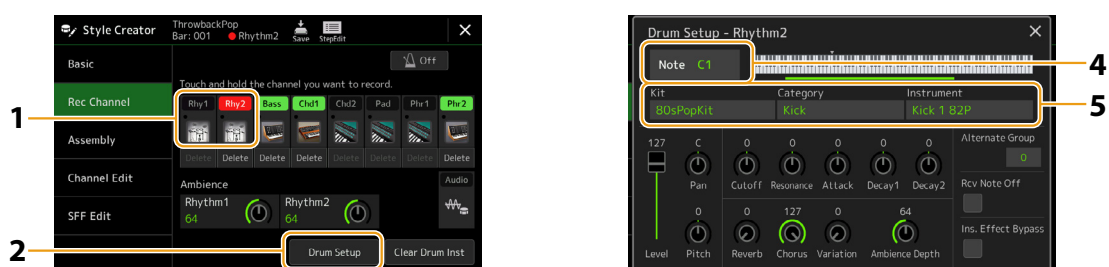 Style Creator
ThrowbackPop
Bar: 001 Rhythm2
Save StepEdit
Basic
Off
Touch and hold the channel you want to record.
Rec Channel
Rhy1 Rhy2 Bass Chd1 Chd2 Pad Phr1 Phr2
1
Assembly
Delete Delete Delete Delete Delete Delete Delete Delete
Channel Edit
Ambience
Audio
Rhythm1
64
Rhythm2
64
SFF Edit
2
Drum Setup
Clear Drum Inst
Drum Setup - Rhythm2
Note C1
4
Kit Category Instrument
80sPopKit Kick Kick 1 82P
5
127 C 0 0 0 0 0
Alternate Group
0
Pan Cutoff Resonance Attack Decay1 Decay2
Rcv Note Off
0 0 127 0 64
Ins. Effect Bypass
Level Pitch Reverb Chorus Variation Ambience Depth